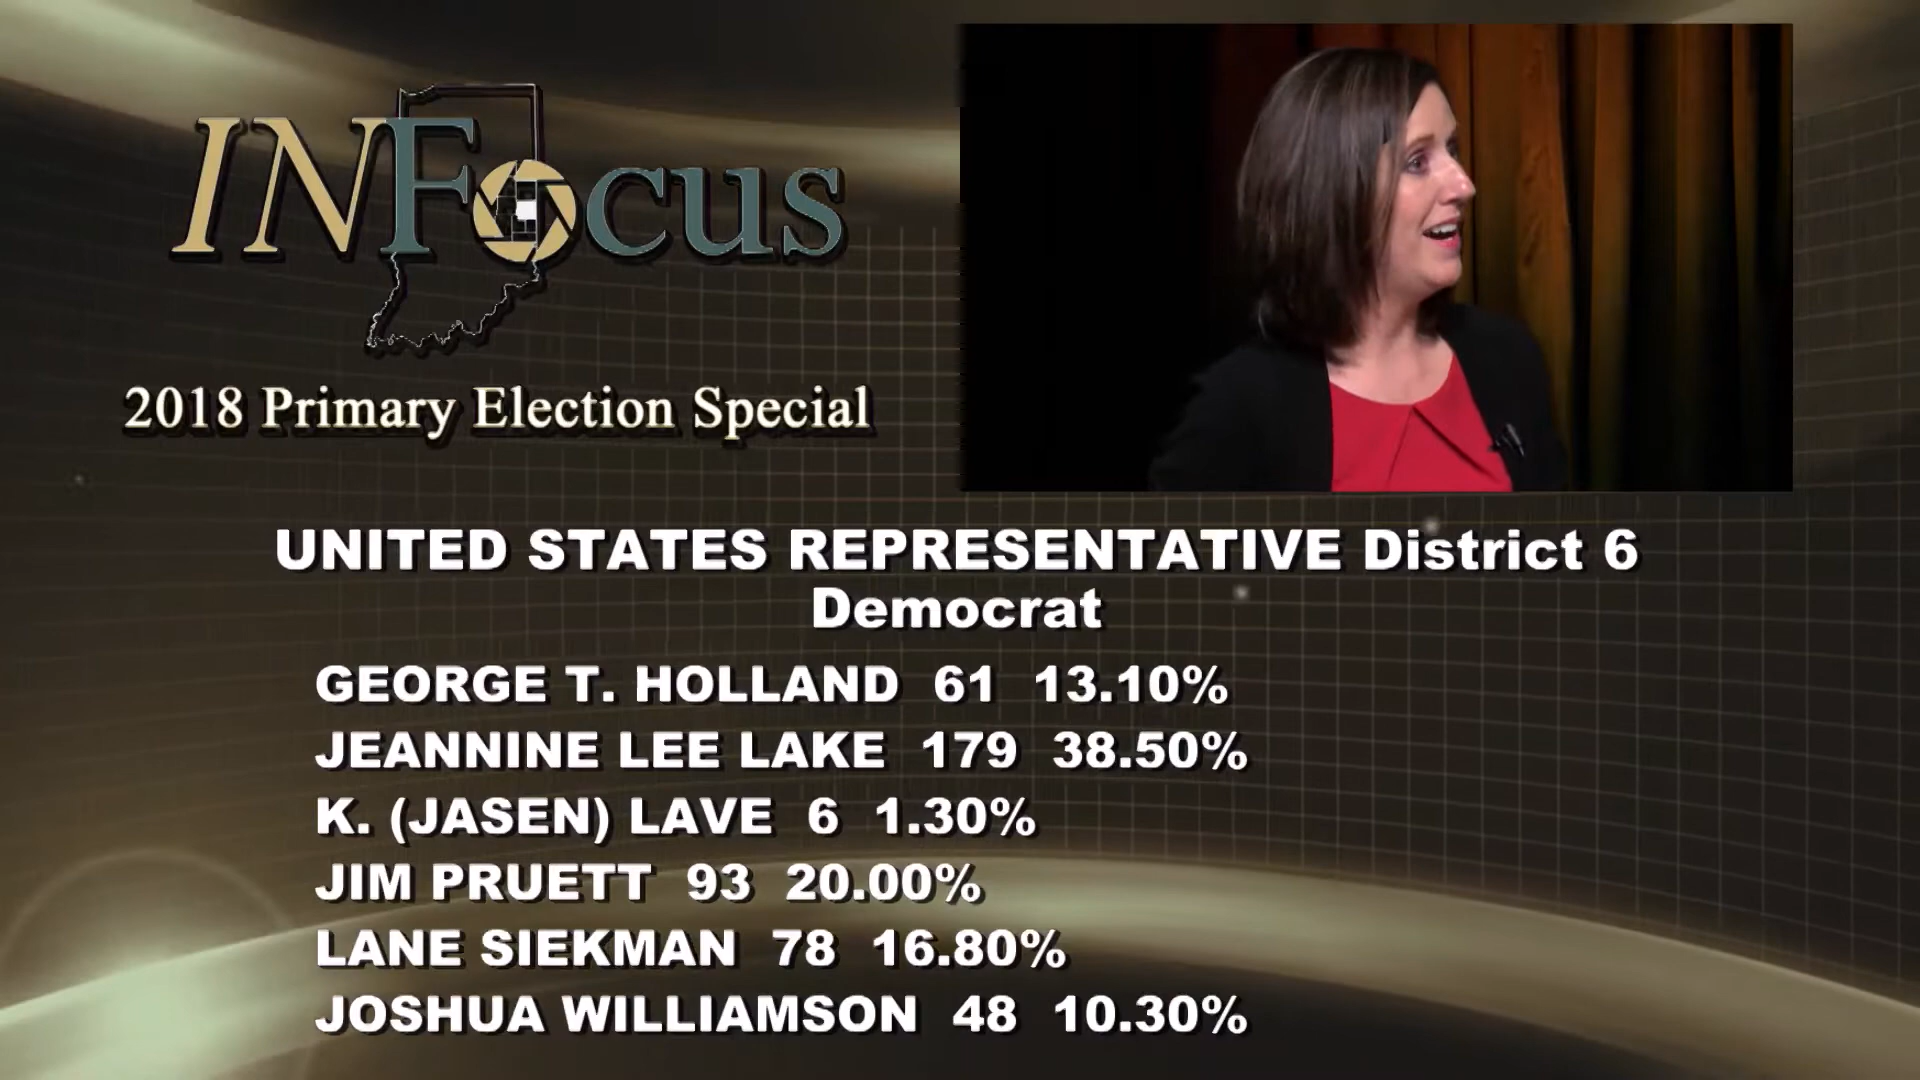 INFocus
2018 Primary Election Special
UNITED STATES REPRESENTATIVE District 6
Democrat
GEORGE T. HOLLAND 61 13.10%
JEANNINE LEE LAKE 179 38.50%
K. (JASEN) LAVE 6 1.30%
JIM PRUETT 93 20.00%
LANE SIEKMAN 78 16.80%
JOSHUA WILLIAMSON 48 10.30%